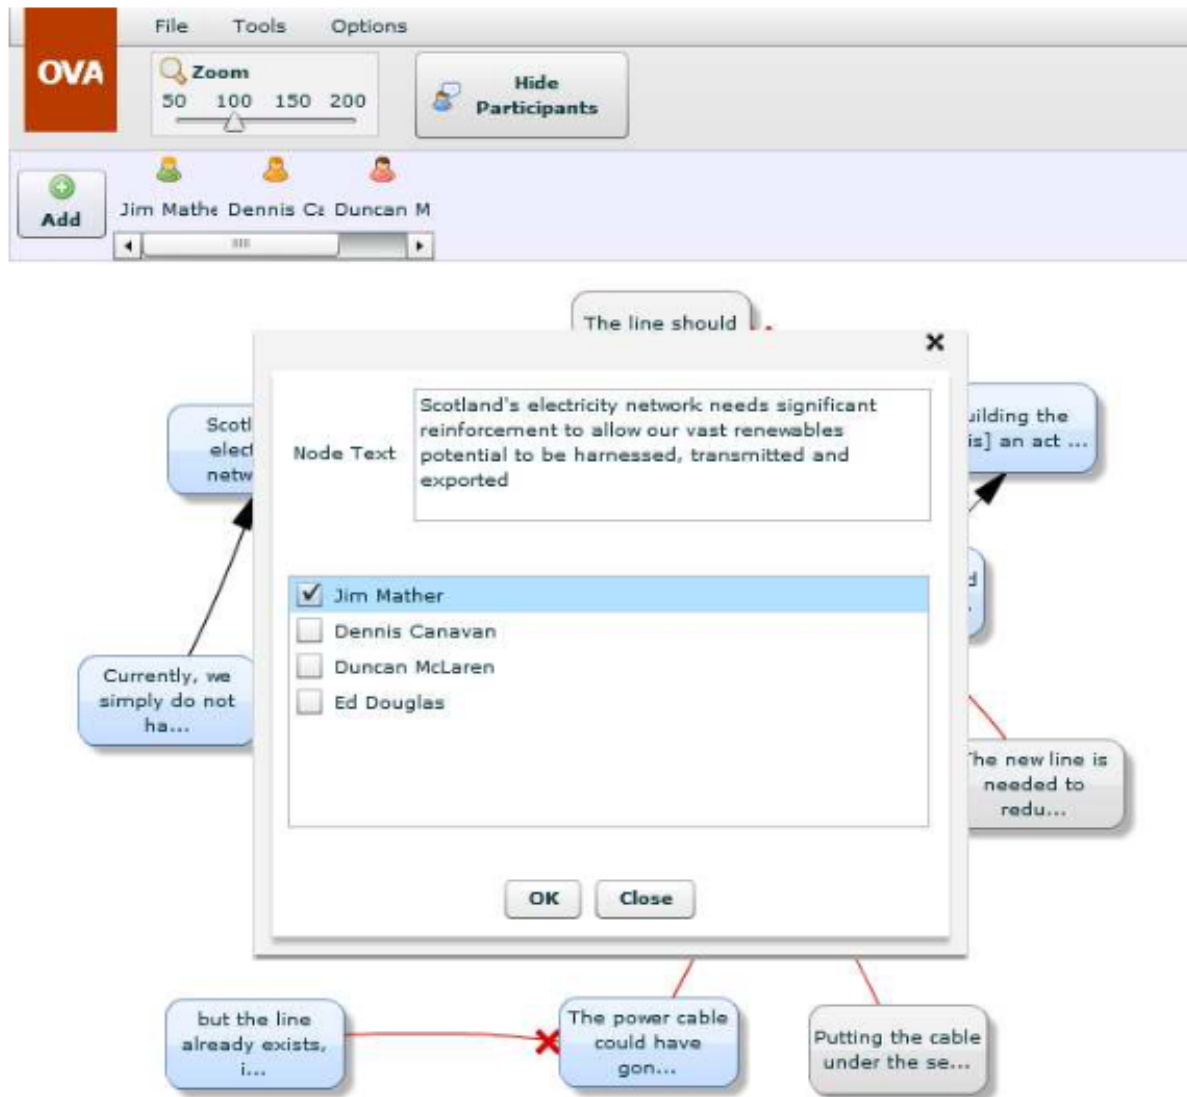 File Tools Options
OVA
Zoom
50 100 150 200
Hide
Participants
Add
Jim Mathe Dennis Ca Duncan M
The line should
Scotl
elect
netw
uilding the
is] an act ...
Node Text
Scotland's electricity network needs significant
reinforcement to allow our vast renewables
potential to be harnessed, transmitted and
exported
d
Jim Mather
Dennis Canavan
Duncan McLaren
Ed Douglas
Currently, we
simply do not
ha...
The new line is
needed to
redu...
OK Close
but the line
already exists,
i...
The power cable
could have
gon...
Putting the cable
under the se...